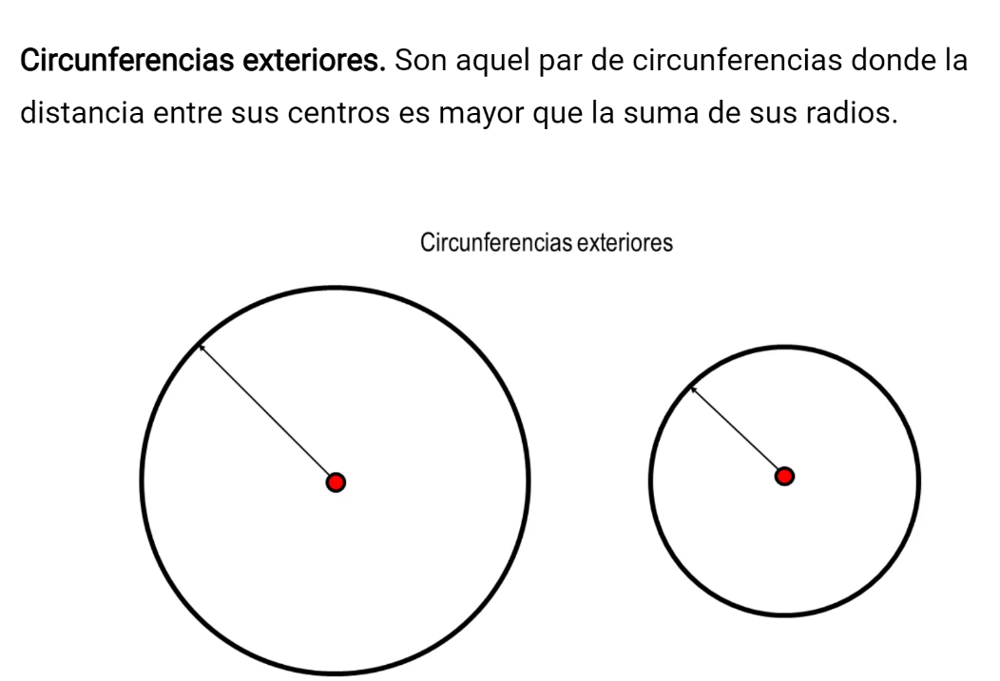 Circunferencias exteriores. Son aquel par de circunferencias donde la
distancia entre sus centros es mayor que la suma de sus radios.
Circunferencias exteriores